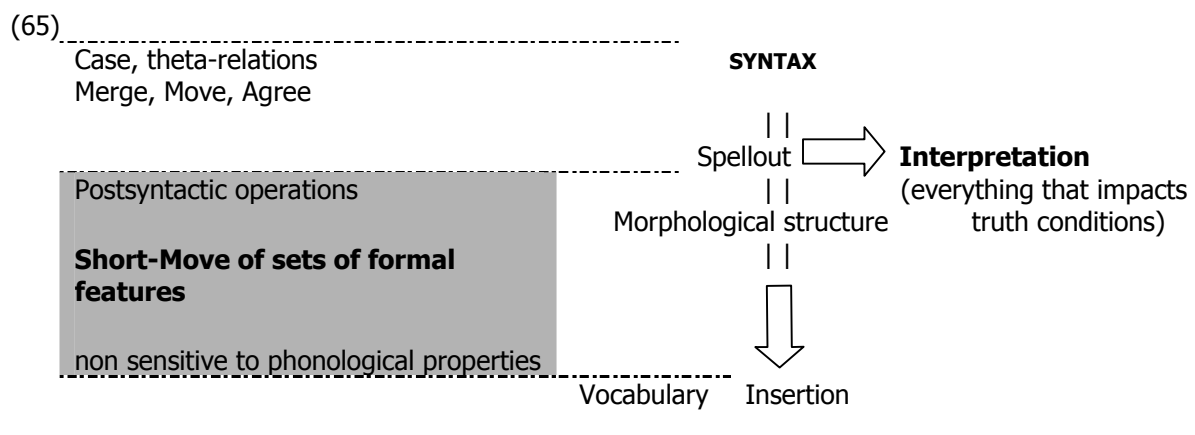 (65)
Case, theta-relations SYNTAX
Merge, Move, Agree
Spellout Interpretation
Postsyntactic operations (everything that impacts
Morphological structure truth conditions)
Short-Move of sets of formal
features
non sensitive to phonological properties
Vocabulary Insertion